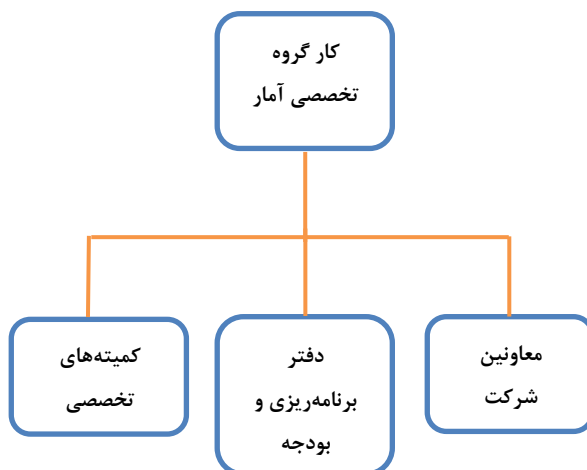 کار گروه
تخصصی آمار
معاونین
شرکت
دفتر
برنامه‌ریزی و
بودجه
کمیته‌های
تخصصی